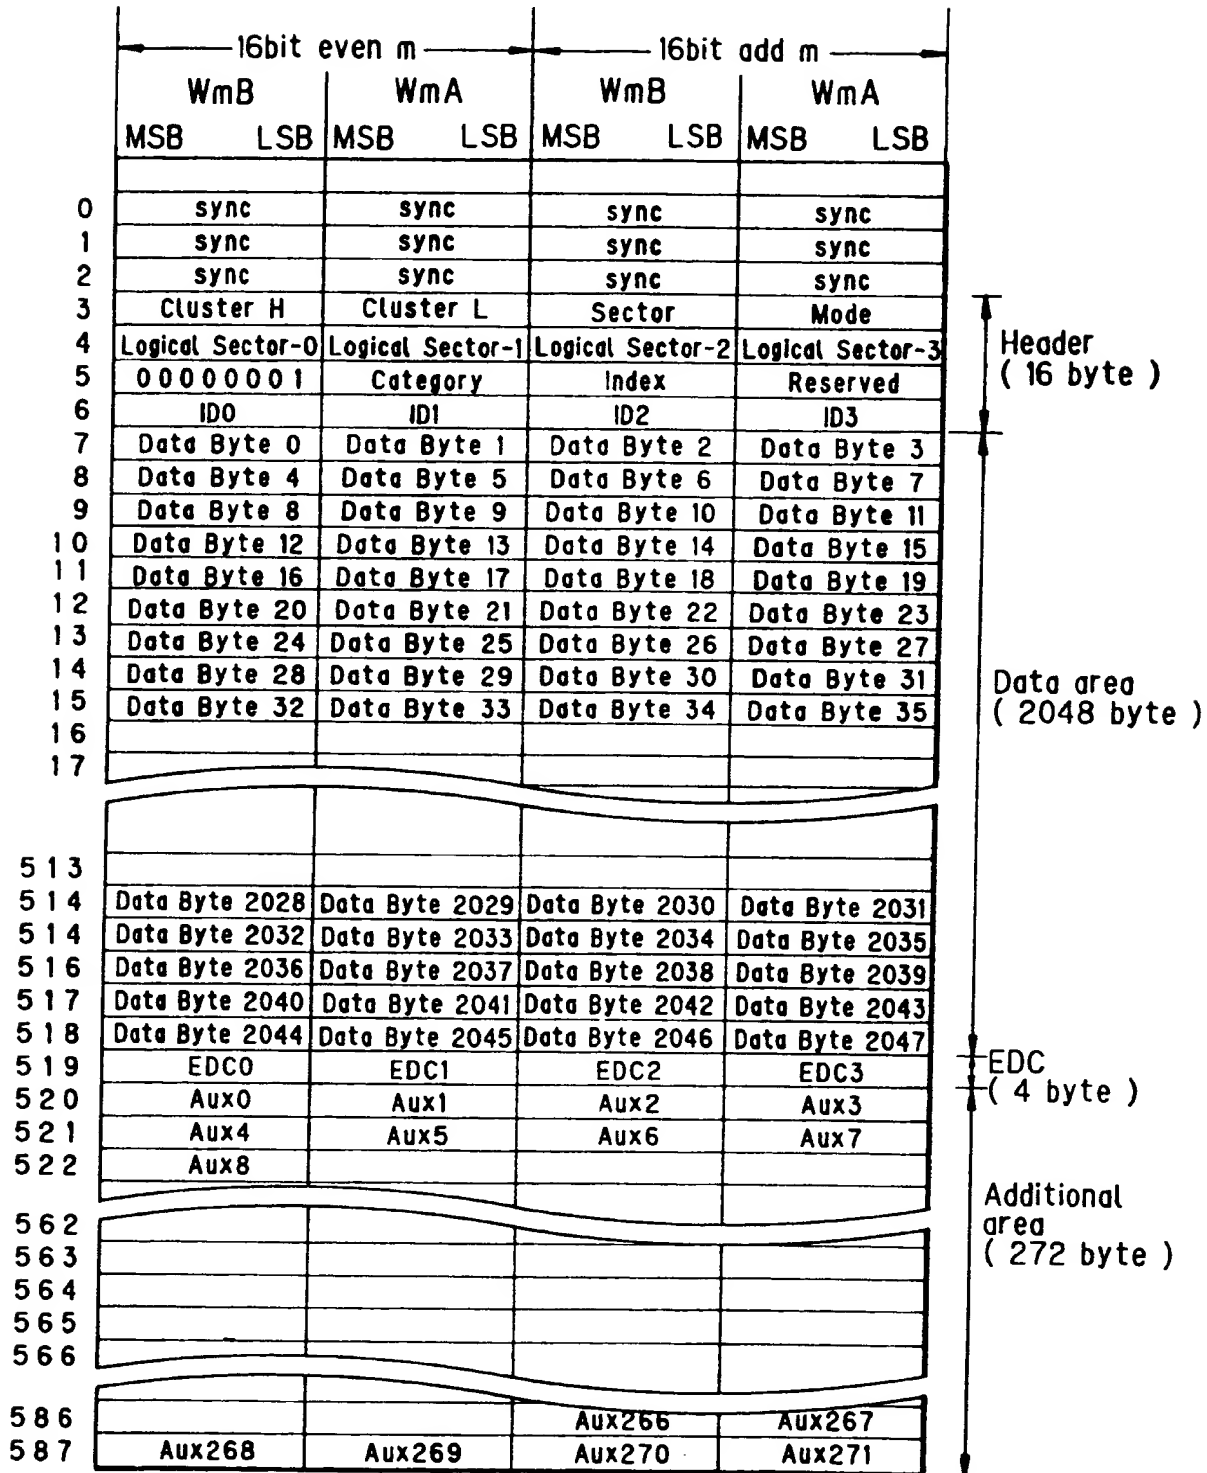 16bit even m 16bit add m
WmB WmA WmB WmA
MSB LSB MSB LSB MSB LSB MSB LSB
0 sync sync sync sync
1 sync sync sync sync
2 sync sync sync sync
3 Cluster H Cluster L Sector Mode
4 Logical Sector-0 Logical Sector-1 Logical Sector-2 Logical Sector-3
Header
( 16 byte )
5 00000001 Category Index Reserved
6 ID0 ID1 ID2 ID3
7 Data Byte 0 Data Byte 1 Data Byte 2 Data Byte 3
8 Data Byte 4 Data Byte 5 Data Byte 6 Data Byte 7
9 Data Byte 8 Data Byte 9 Data Byte 10 Data Byte 11
10 Data Byte 12 Data Byte 13 Data Byte 14 Data Byte 15
11 Data Byte 16 Data Byte 17 Data Byte 18 Data Byte 19
12 Data Byte 20 Data Byte 21 Data Byte 22 Data Byte 23
13 Data Byte 24 Data Byte 25 Data Byte 26 Data Byte 27
14 Data Byte 28 Data Byte 29 Data Byte 30 Data Byte 31
15 Data Byte 32 Data Byte 33 Data Byte 34 Data Byte 35
Data area
( 2048 byte )
16
17
513
514 Data Byte 2028 Data Byte 2029 Data Byte 2030 Data Byte 2031
514 Data Byte 2032 Data Byte 2033 Data Byte 2034 Data Byte 2035
516 Data Byte 2036 Data Byte 2037 Data Byte 2038 Data Byte 2039
517 Data Byte 2040 Data Byte 2041 Data Byte 2042 Data Byte 2043
518 Data Byte 2044 Data Byte 2045 Data Byte 2046 Data Byte 2047
519 EDC0 EDC1 EDC2 EDC3
EDC
( 4 byte )
520 Aux0 Aux1 Aux2 Aux3
521 Aux4 Aux5 Aux6 Aux7
522 Aux8
Additional
area
( 272 byte )
562
563
564
565
566
586 Aux266 Aux267
587 Aux268 Aux269 Aux270 Aux271